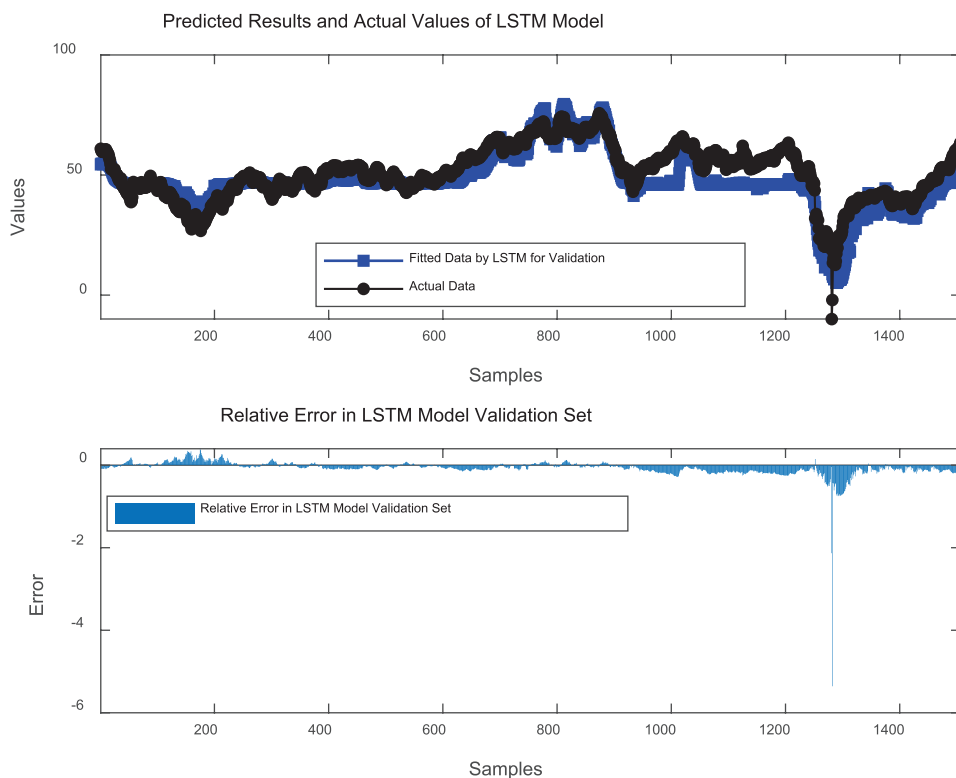 Predicted Results and Actual Values of LSTM Model
100
50
0
Values
Fitted Data by LSTM for Validation
Actual Data
200 400 600 800 1000 1200 1400
Samples
Relative Error in LSTM Model Validation Set
0
-2
-4
-6
Error
Relative Error in LSTM Model Validation Set
200 400 600 800 1000 1200 1400
Samples